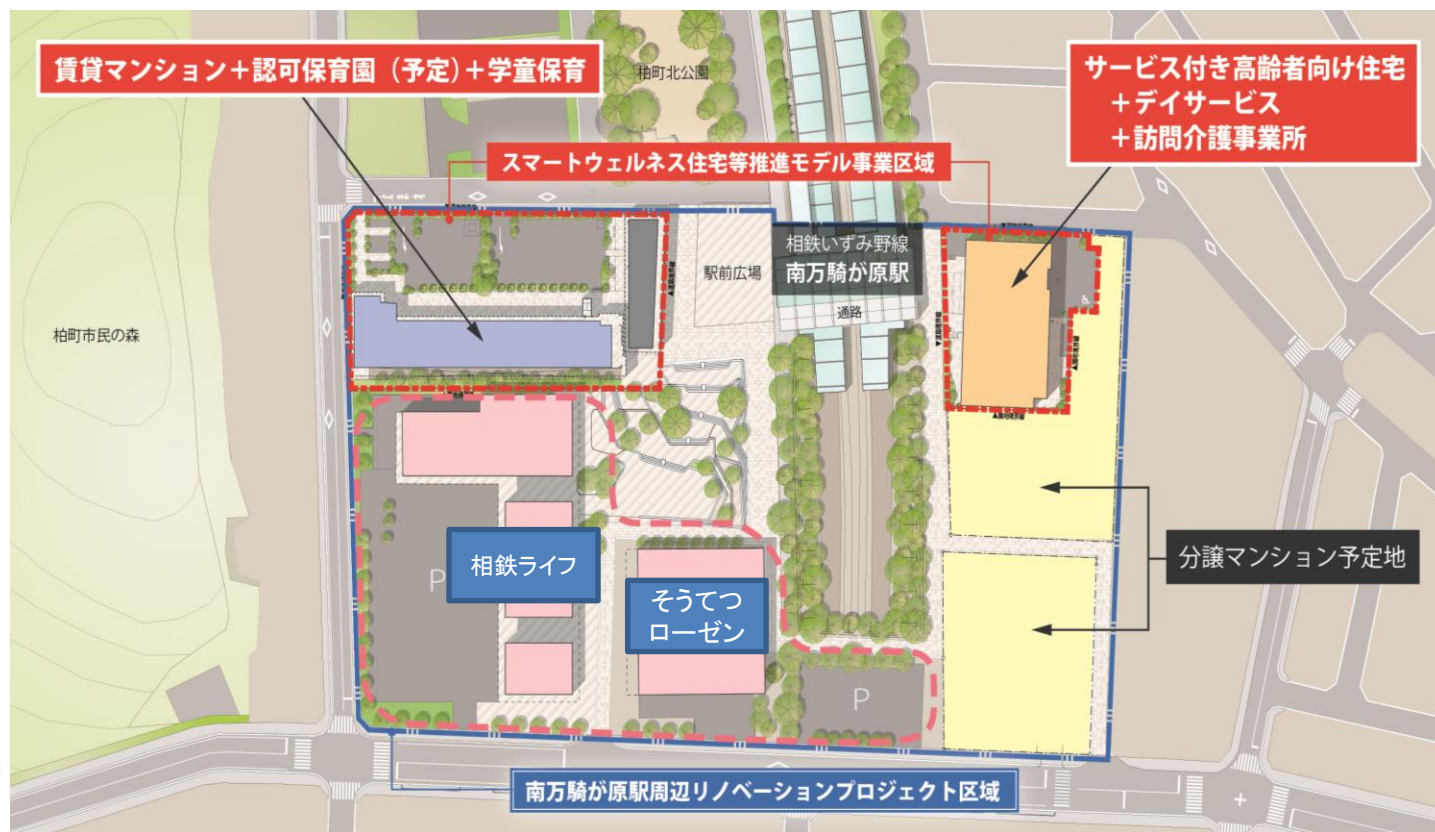 賃貸マンション＋認可保育園（予定）＋学童保育
柏町北公園
サービス付き高齢者向け住宅
＋デイサービス
＋訪問介護事業所
スマートウェルネス住宅等推進モデル事業区域
相鉄いずみ野線
南万騎が原駅
駅前広場
通路
柏町市民の森
相鉄ライフ
P
そうてつ
ローゼン
P
分譲マンション予定地
南万騎が原駅周辺リノベーションプロジェクト区域